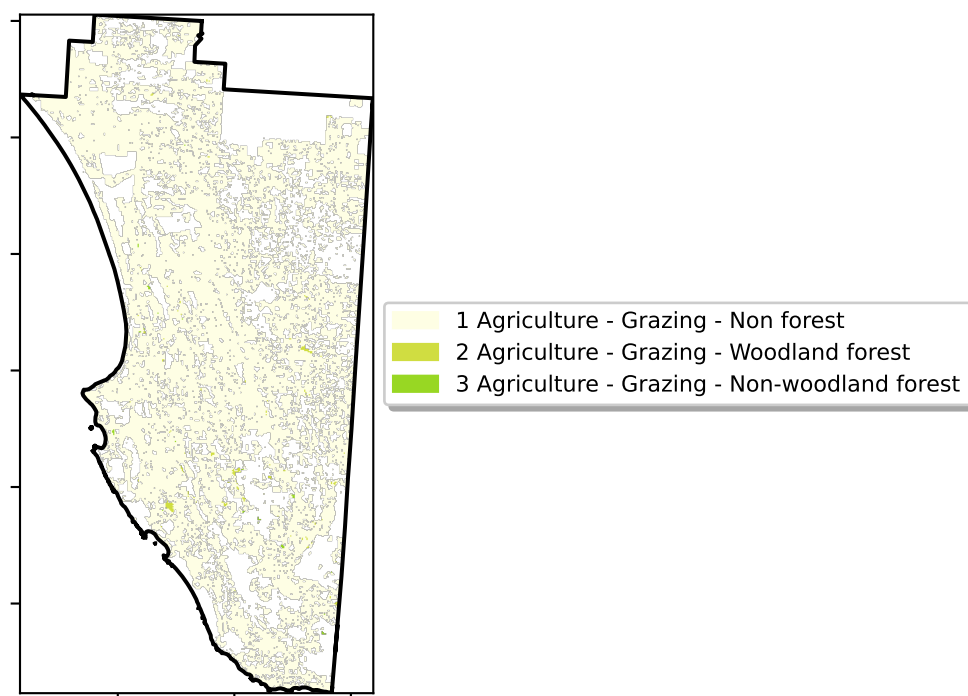 1 Agriculture - Grazing - Non forest
2 Agriculture - Grazing - Woodland forest
3 Agriculture - Grazing - Non-woodland forest